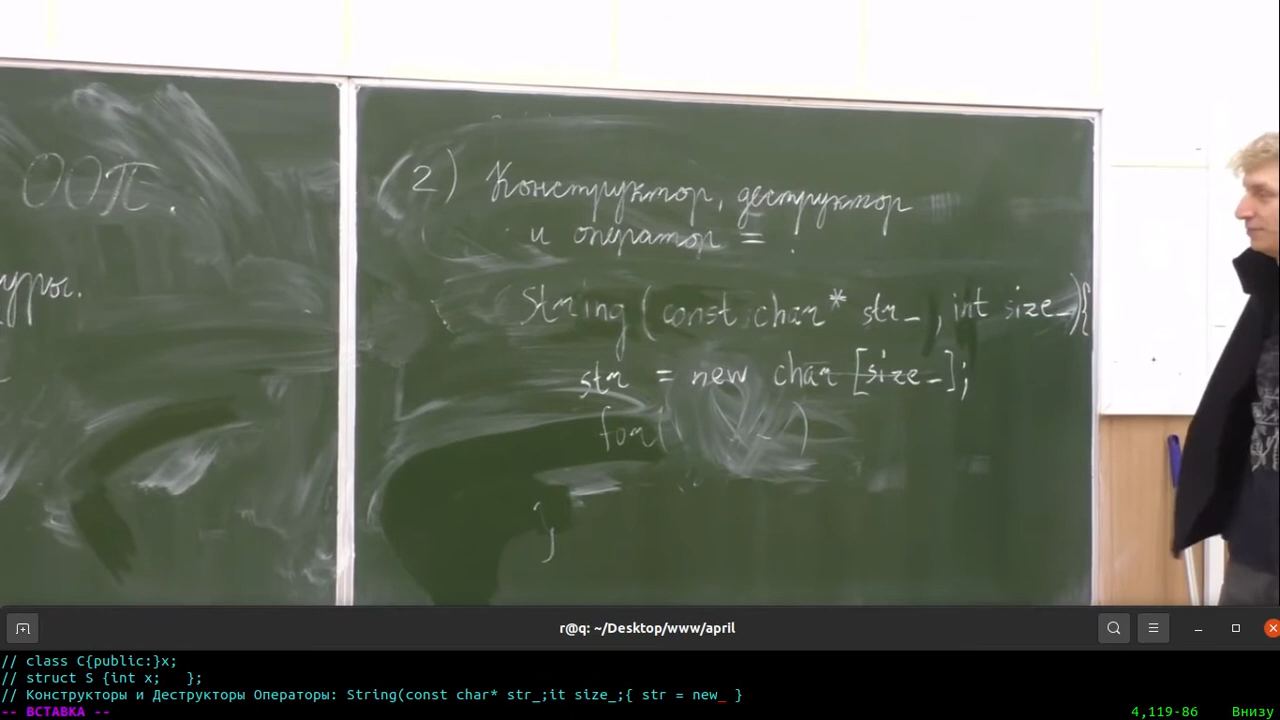 ООП.
2) Конструктор, деструктор
и оператор = .
String (const char* str_, int size_){
str = new char [size_];
for( )
}
r@q: ~/Desktop/www/april
// class C{public:}x;
// struct S {int x;   };
// Конструкторы и Деструкторы Операторы: String(const char* str_;it size_;{ str = new_ }
-- ВСТАВКА --
4,119-86 Внизу